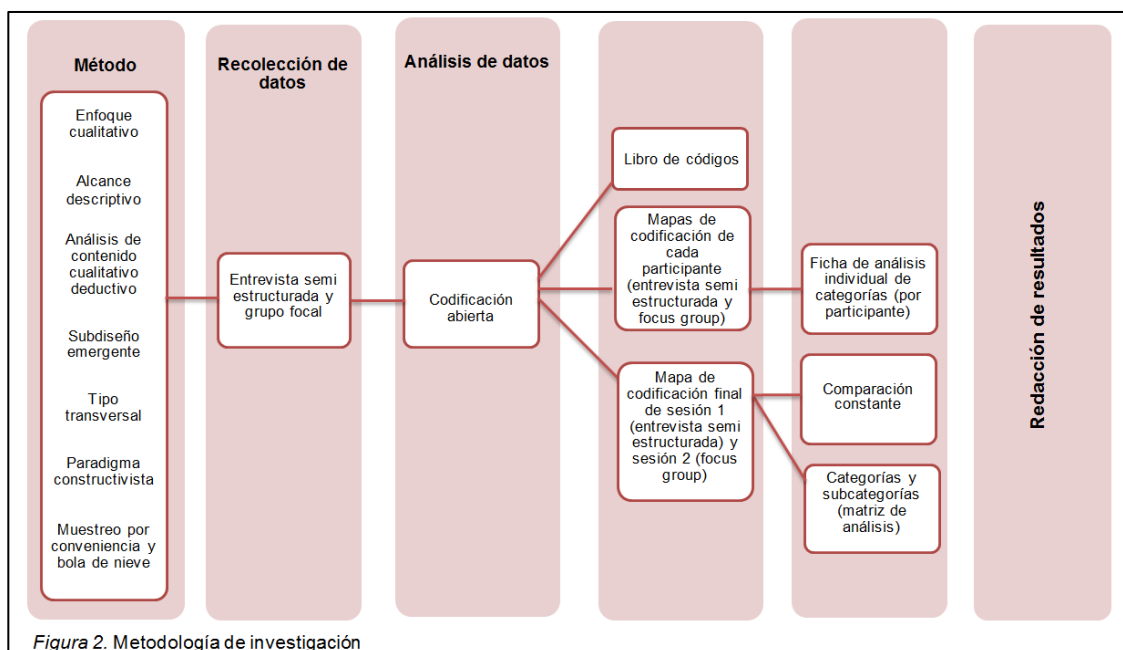 Método
Enfoque
cualitativo
Alcance
descriptivo
Análisis de
contenido
cualitativo
deductivo
Subdiseño
emergente
Tipo
transversal
Paradigma
constructivista
Muestreo por
conveniencia y
bola de nieve
Recolección de
datos
Entrevista semi
estructurada y
grupo focal
Análisis de datos
Codificación
abierta
Libro de códigos
Mapas de
codificación de
cada
participante
(entrevista semi
estructurada y
focus group)
Mapa de
codificación final
de sesión 1
(entrevista semi
estructurada) y
sesión 2 (focus
group)
Ficha de análisis
individual de
categorías (por
participante)
Comparación
constante
Categorías y
subcategorías
(matriz de
análisis)
Redacción de resultados
Figura 2. Metodología de investigación